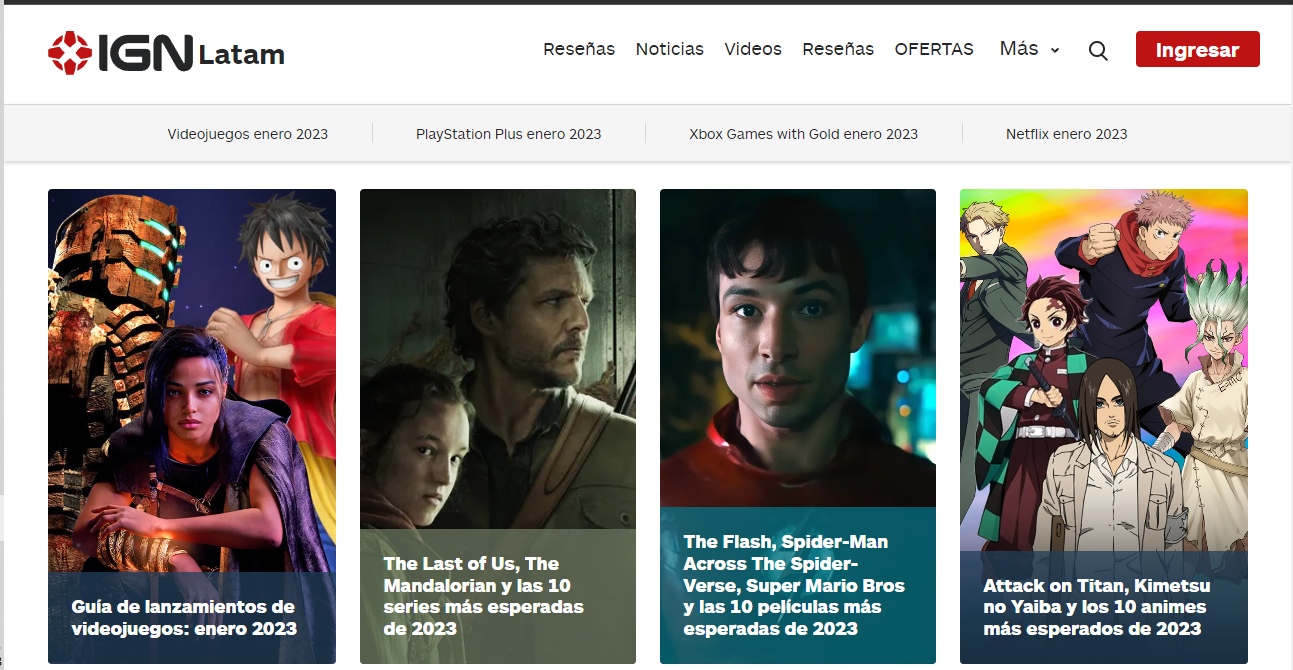 IGN Latam
Reseñas Noticias Videos Reseñas OFERTAS Más Ingresar
Videojuegos enero 2023 PlayStation Plus enero 2023 Xbox Games with Gold enero 2023 Netflix enero 2023
Guía de lanzamientos de
videojuegos: enero 2023
The Last of Us, The
Mandalorian y las 10
series más esperadas
de 2023
The Flash, Spider-Man
Across The Spider-
Verse, Super Mario Bros
y las 10 películas más
esperadas de 2023
Attack on Titan, Kimetsu
no Yaiba y los 10 animes
más esperados de 2023